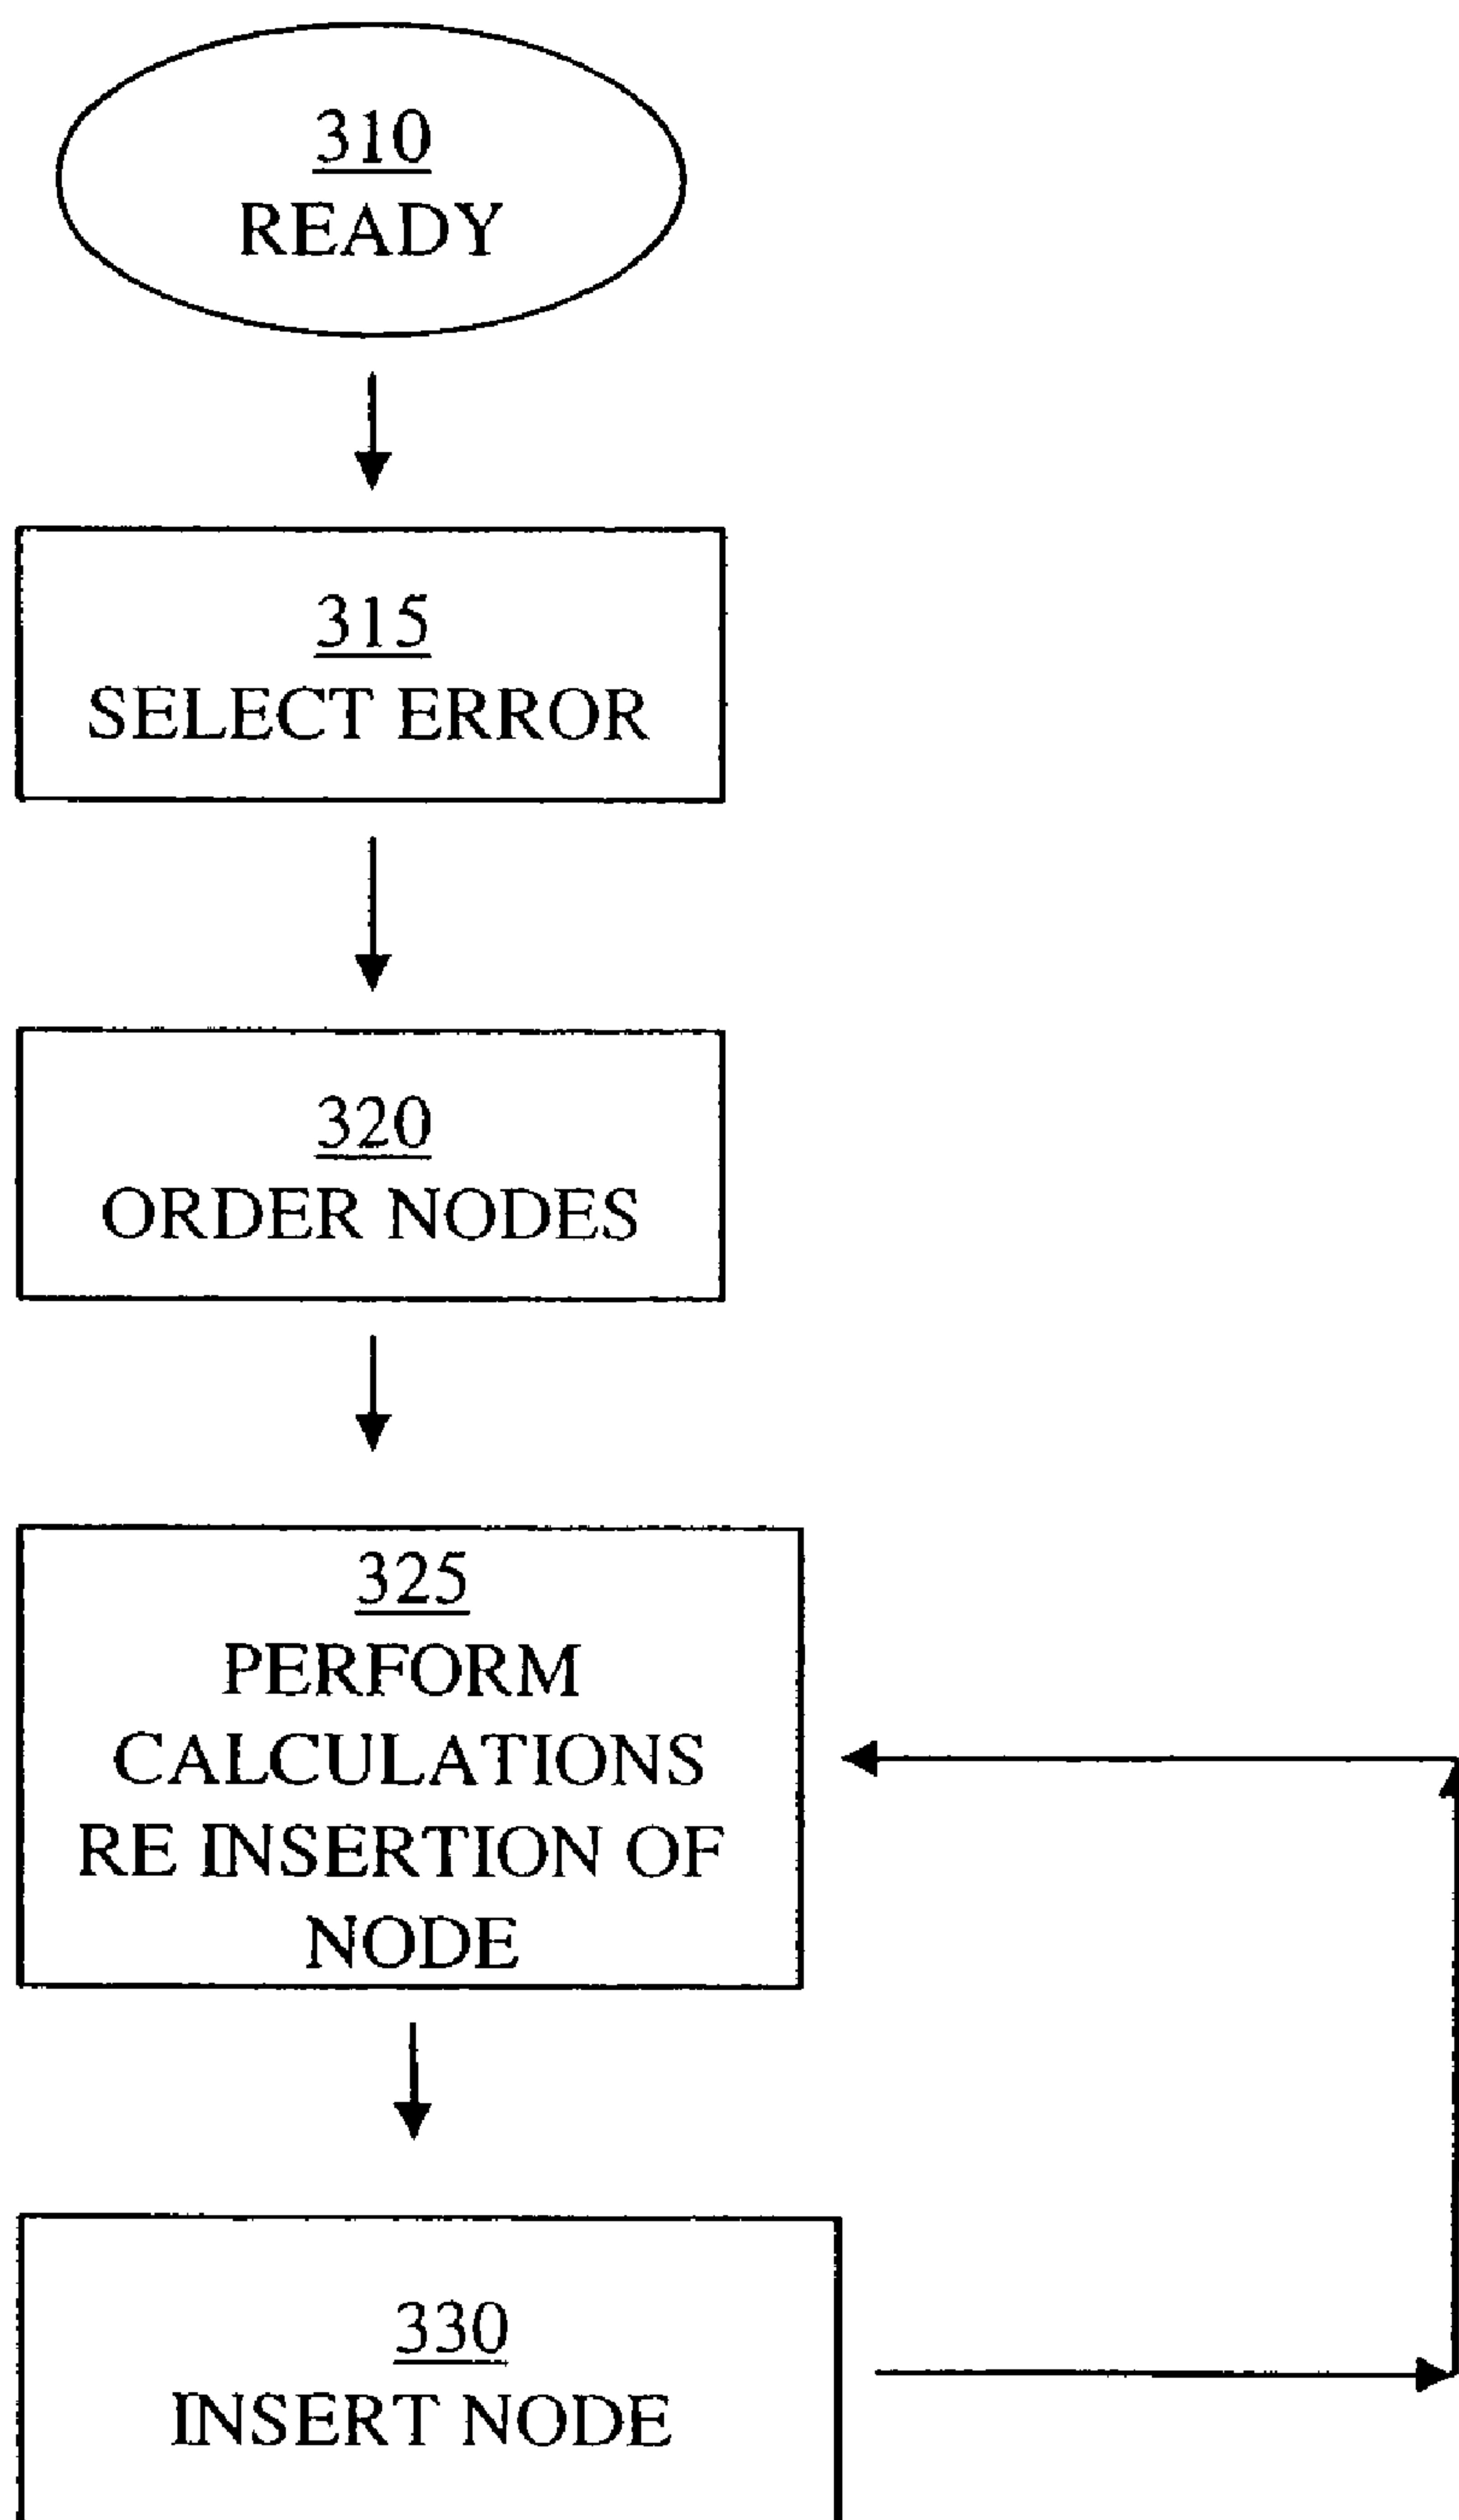 310
READY
315
SELECT ERROR
320
ORDER NODES
325
PERFORM
CALCULATIONS
RE INSERTION OF
NODE
330
INSERT NODE